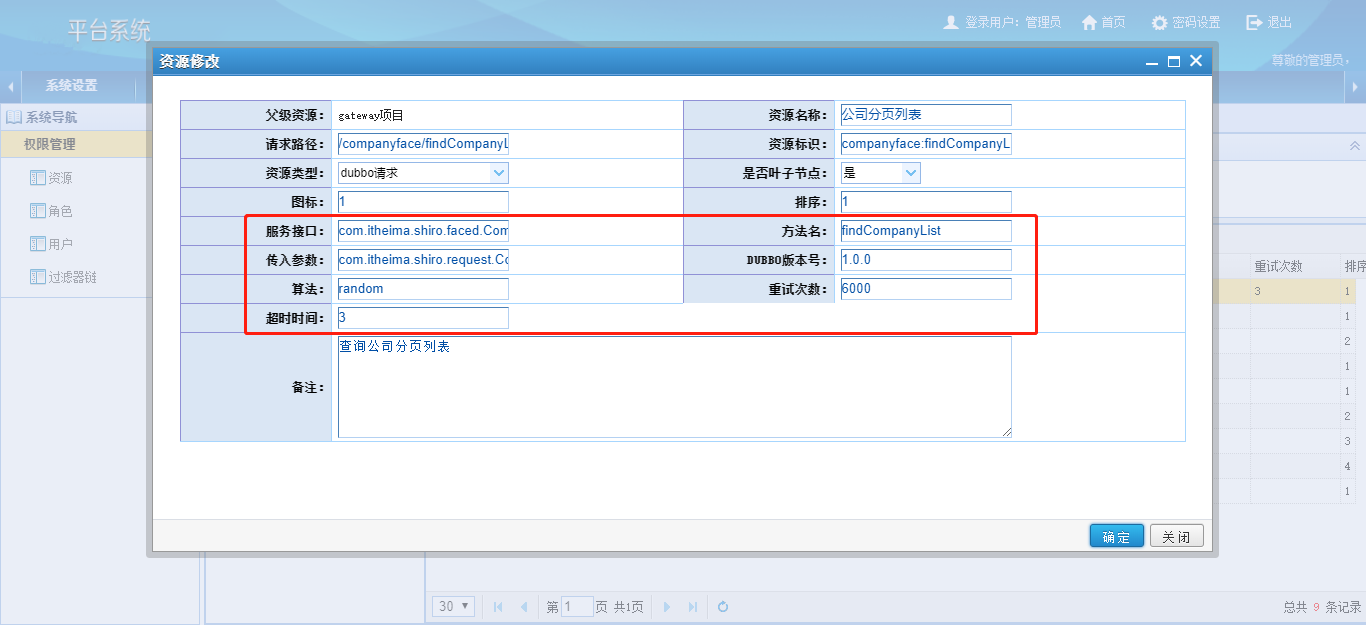 平台系统
登录用户: 管理员 首页 密码设置 退出
尊敬的管理员,
系统设置
系统导航
权限管理
资源
角色
用户
过滤器链
资源修改
父级资源: gateway项目 资源名称: 公司分页列表
请求路径: /companyface/findCompanyL 资源标识: companyface:findCompanyL
资源类型: dubbo请求 是否叶子节点: 是
图标: 1 排序: 1
服务接口: com.itheima.shiro.faced.Com 方法名: findCompanyList
传入参数: com.itheima.shiro.request.Co DUBBO版本号: 1.0.0
算法: random 重试次数: 6000
超时时间: 3
备注: 查询公司分页列表
确定 关闭
重试次数 排序
3 1
1
2
1
1
2
3
4
1
30 第 1 页 共1页 总共 9 条记录